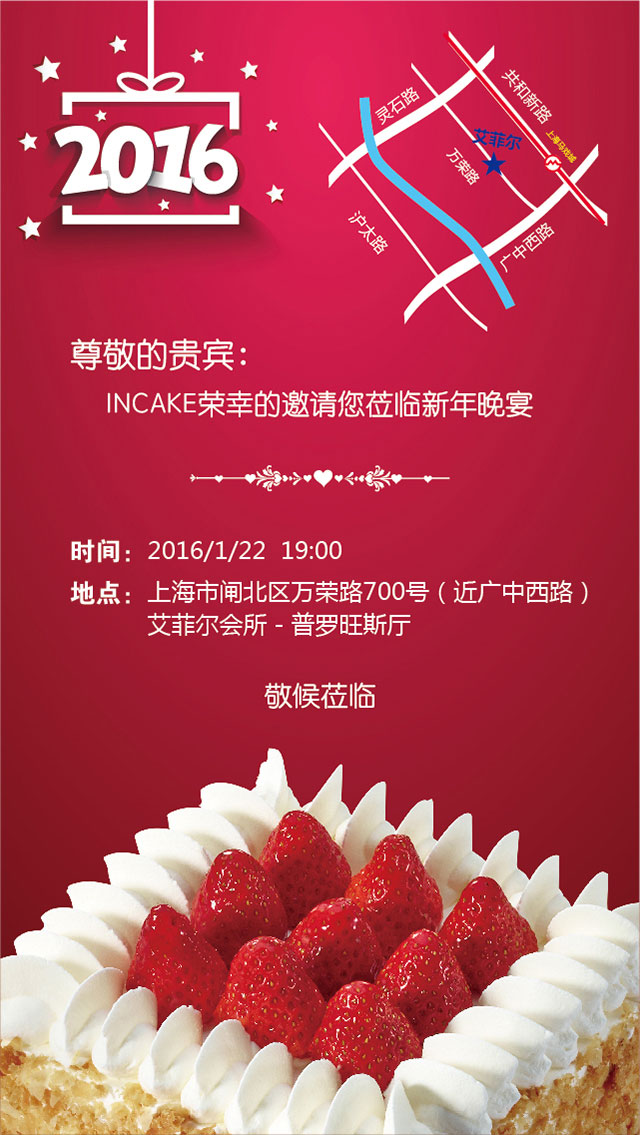 2016
共和新路
灵石路
上海马戏城
艾菲尔
万荣路
沪太路
广中西路
尊敬的贵宾：
INCAKE荣幸的邀请您莅临新年晚宴
时间：2016/1/22 19:00
地点：上海市闸北区万荣路700号（近广中西路）
艾菲尔会所 - 普罗旺斯厅
敬候莅临